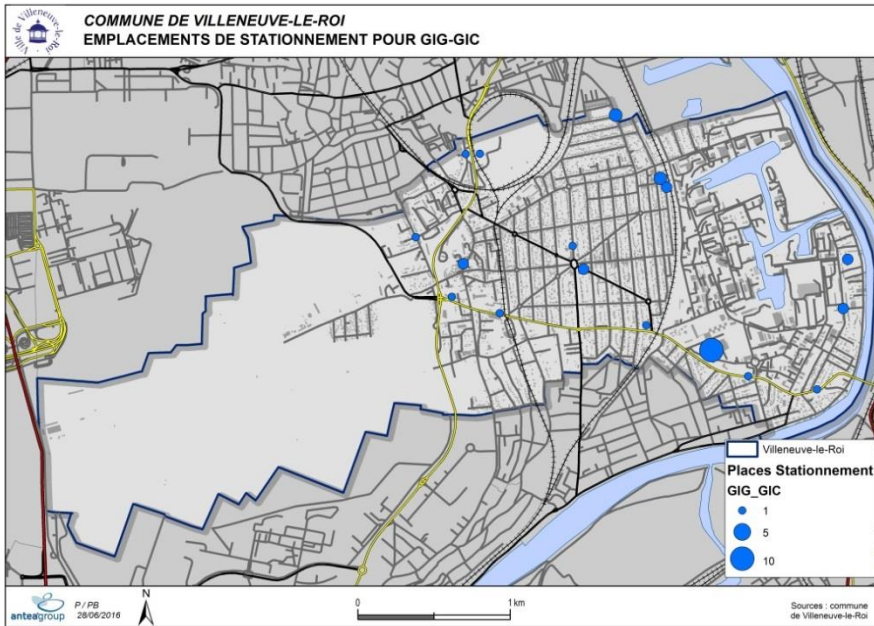 Ville de Villeneuve-le-Roi
COMMUNE DE VILLENEUVE-LE-ROI
EMPLACEMENTS DE STATIONNEMENT POUR GIG-GIC
Villeneuve-le-Roi
Places Stationnement
GIG_GIC
1
5
10
anteagroup
P / PB
28/06/2016
N
0
1 km
Sources : commune
de Villeneuve-le-Roi